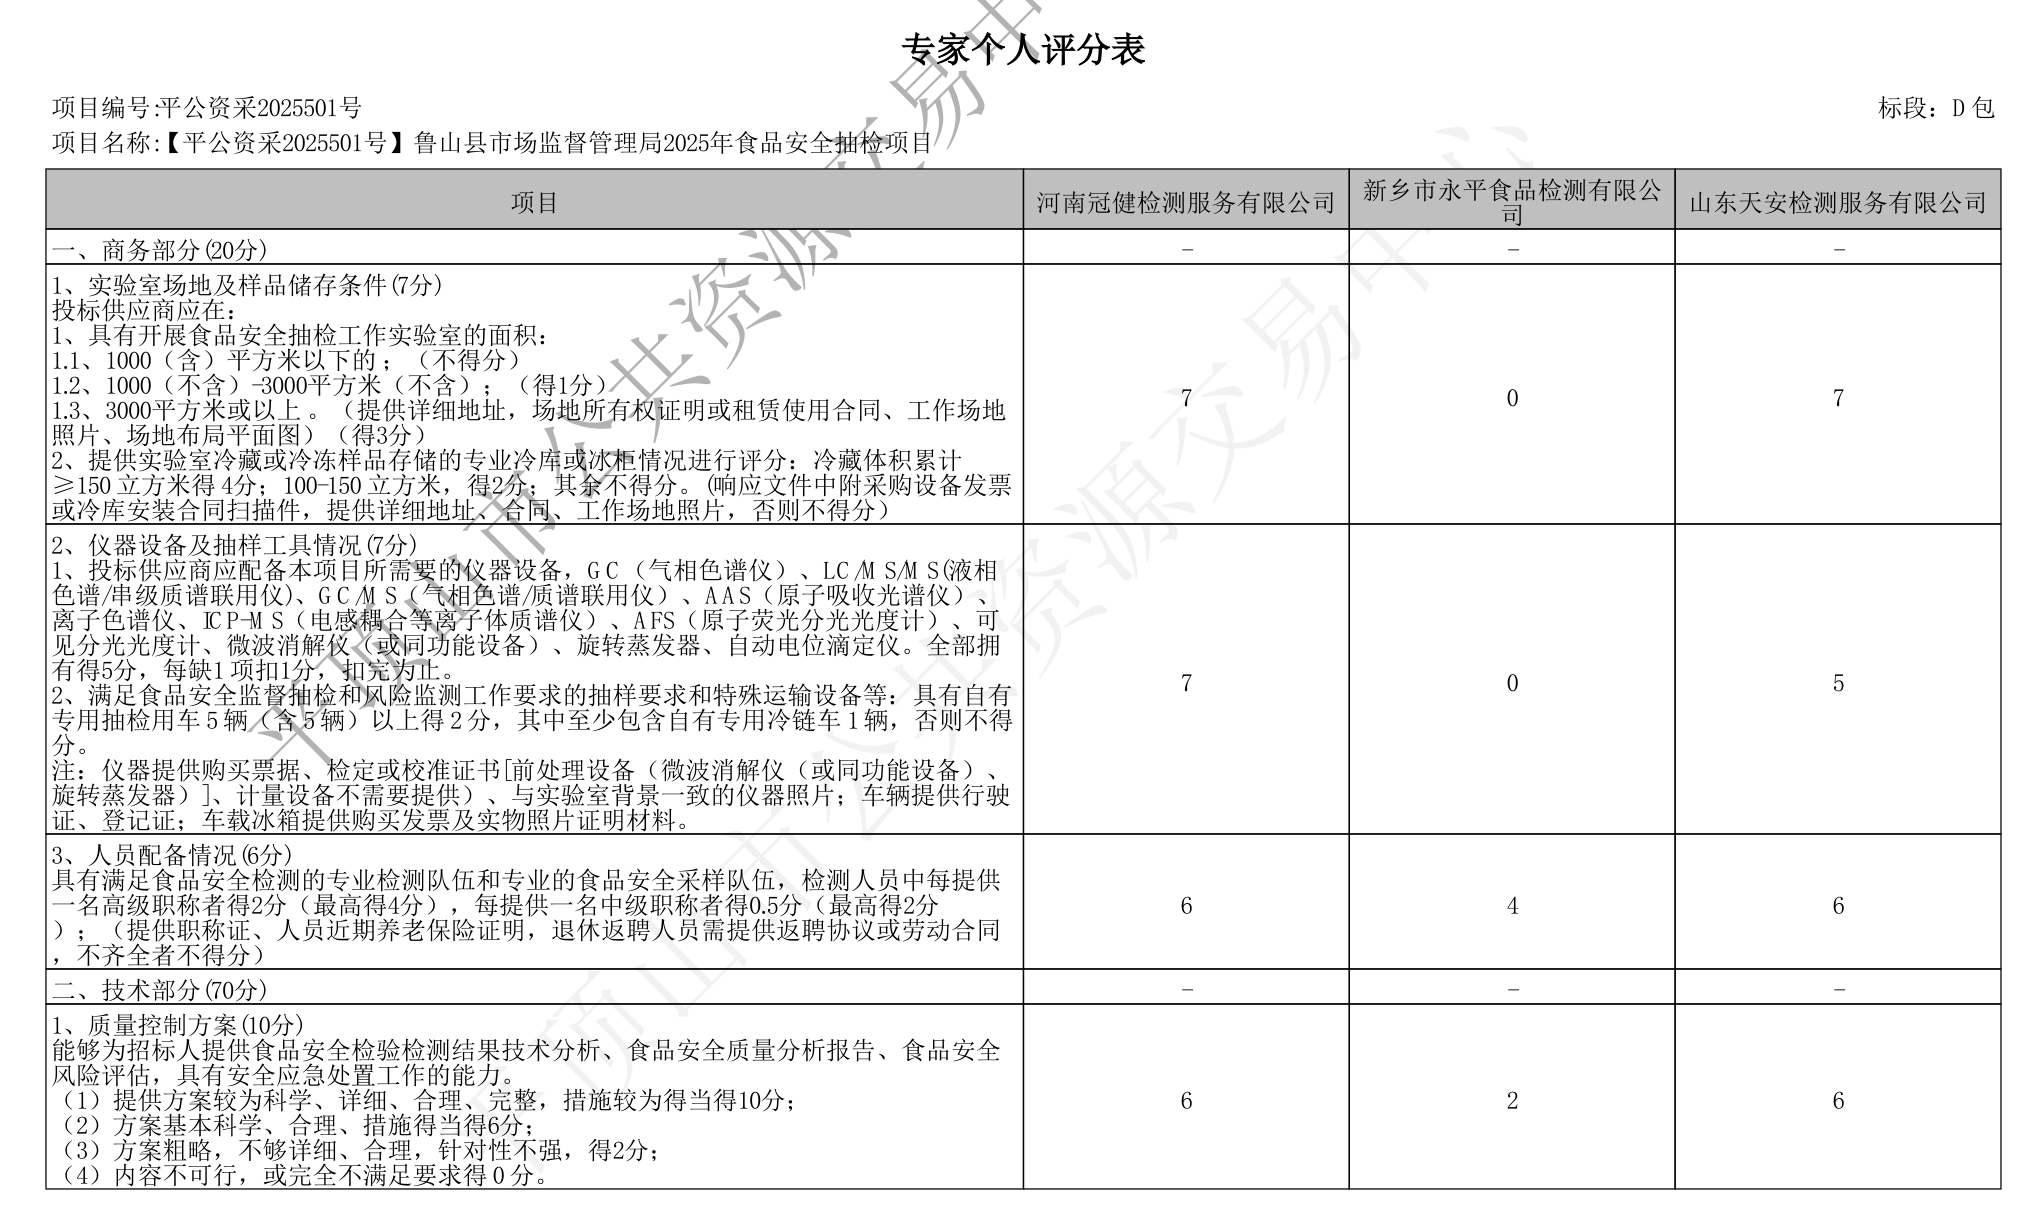 专家个人评分表
项目编号:平公资采2025501号
标段：D包
项目名称:【平公资采2025501号】鲁山县市场监督管理局2025年食品安全抽检项目
项目 河南冠健检测服务有限公司 新乡市永平食品检测有限公司 山东天安检测服务有限公司
一、商务部分(20分) - - -
1、实验室场地及样品储存条件(7分)
投标供应商应在：
1、具有开展食品安全抽检工作实验室的面积：
1.1、1000（含）平方米以下的；（不得分）
1.2、1000（不含）-3000平方米（不含）；（得1分）
1.3、3000平方米或以上。（提供详细地址，场地所有权证明或租赁使用合同、工作场地
照片、场地布局平面图）（得3分）
2、提供实验室冷藏或冷冻样品存储的专业冷库或冰柜情况进行评分：冷藏体积累计
≥150立方米得4分；100-150立方米，得2分；其余不得分。(响应文件中附采购设备发票
或冷库安装合同扫描件，提供详细地址、合同、工作场地照片，否则不得分）
7 0 7
2、仪器设备及抽样工具情况(7分)
1、投标供应商应配备本项目所需要的仪器设备，GC（气相色谱仪）、LC/MS/MS(液相
色谱/串级质谱联用仪)、GC/MS（气相色谱/质谱联用仪）、AAS（原子吸收光谱仪）、
离子色谱仪、ICP-MS（电感耦合等离子体质谱仪）、AFS（原子荧光分光光度计）、可
见分光光度计、微波消解仪（或同功能设备）、旋转蒸发器、自动电位滴定仪。全部拥
有得5分，每缺1项扣1分，扣完为止。
2、满足食品安全监督抽检和风险监测工作要求的抽样要求和特殊运输设备等：具有自有
专用抽检用车5辆（含5辆）以上得2分，其中至少包含自有专用冷链车1辆，否则不得
分。
注：仪器提供购买票据、检定或校准证书[前处理设备（微波消解仪（或同功能设备）、
旋转蒸发器）]、计量设备不需要提供）、与实验室背景一致的仪器照片；车辆提供行驶
证、登记证；车载冰箱提供购买发票及实物照片证明材料。
7 0 5
3、人员配备情况(6分)
具有满足食品安全检测的专业检测队伍和专业的食品安全采样队伍，检测人员中每提供
一名高级职称者得2分（最高得4分），每提供一名中级职称者得0.5分（最高得2分
）；（提供职称证、人员近期养老保险证明，退休返聘人员需提供返聘协议或劳动合同
，不齐全者不得分）
6 4 6
二、技术部分(70分) - - -
1、质量控制方案(10分)
能够为招标人提供食品安全检验检测结果技术分析、食品安全质量分析报告、食品安全
风险评估，具有安全应急处置工作的能力。
（1）提供方案较为科学、详细、合理、完整，措施较为得当得10分；
（2）方案基本科学、合理、措施得当得6分；
（3）方案粗略，不够详细、合理，针对性不强，得2分；
（4）内容不可行，或完全不满足要求得0分。
6 2 6
平顶山市公共资源交易中
平顶山市公共资源交易中心